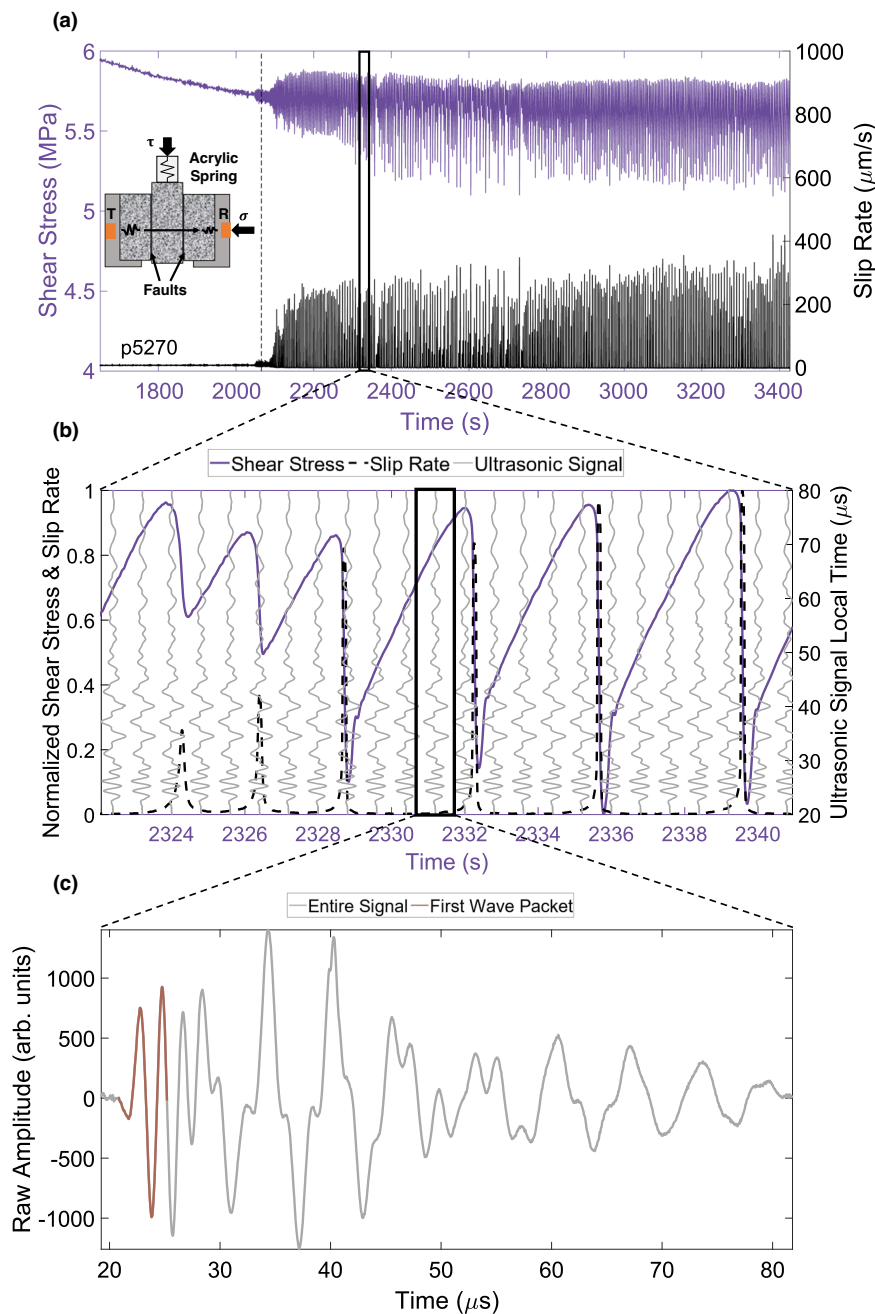 (a)
6
5.5
5
4.5
4
Shear Stress (MPa)
1000
800
600
400
200
0
Slip Rate (μm/s)
τ
Acrylic
Spring
T
R
σ
Faults
p5270
1800 2000 2200 2400 2600 2800 3000 3200 3400
Time (s)
(b)
Shear Stress Slip Rate Ultrasonic Signal
1
0.8
0.6
0.4
0.2
0
Normalized Shear Stress & Slip Rate
80
70
60
50
40
30
20
Ultrasonic Signal Local Time (μs)
2324 2326 2328 2330 2332 2334 2336 2338 2340
Time (s)
(c)
Entire Signal First Wave Packet
1000
500
0
-500
-1000
Raw Amplitude (arb. units)
20 30 40 50 60 70 80
Time (μs)